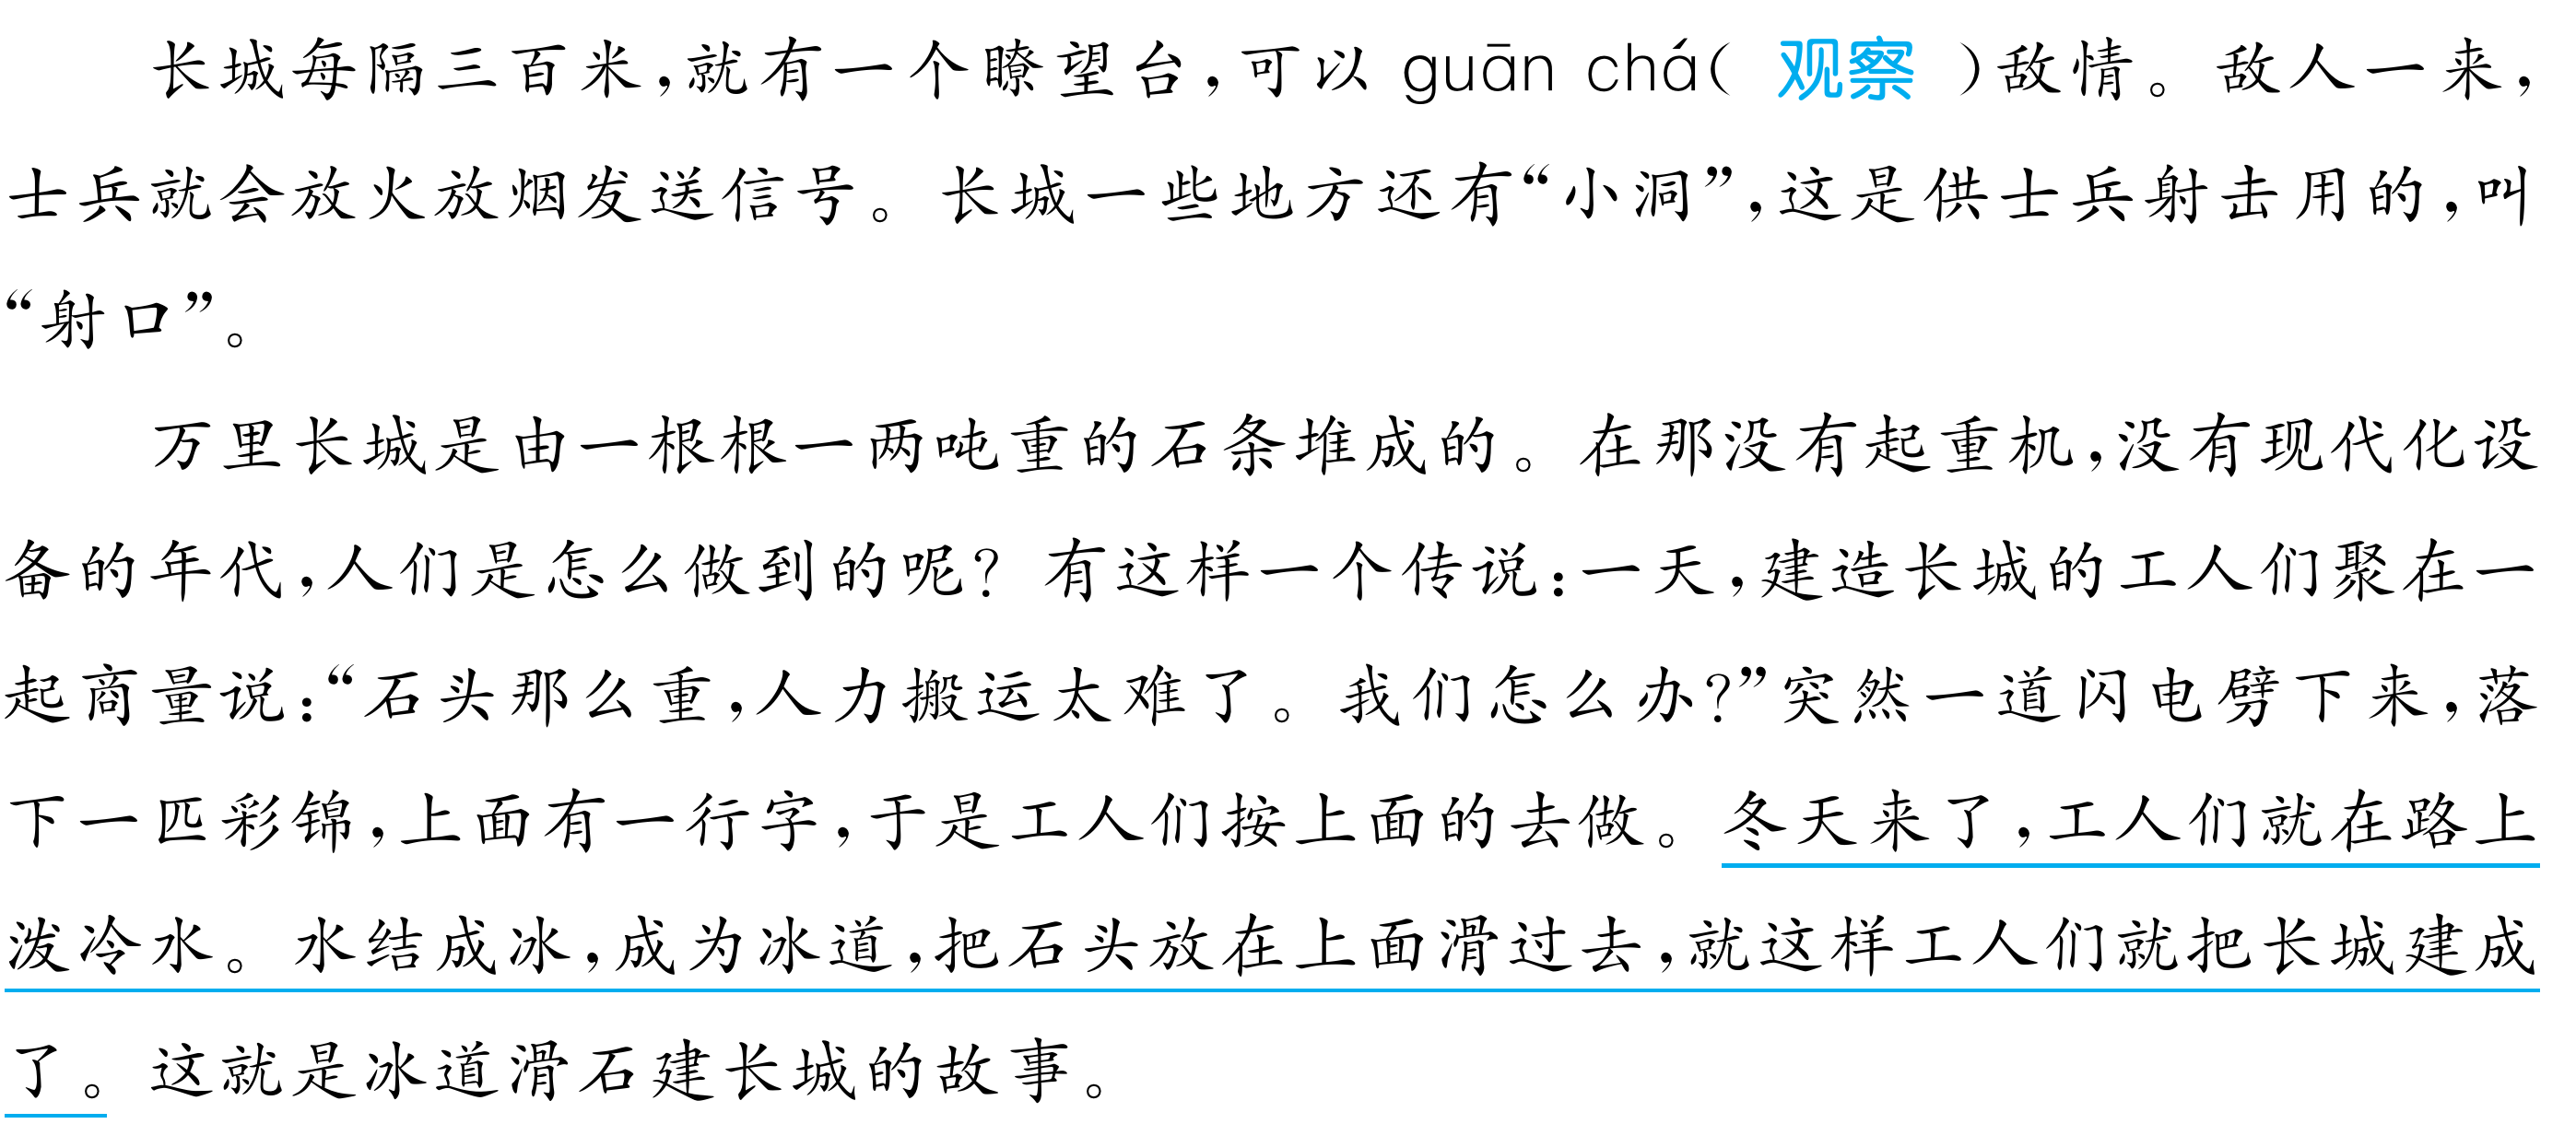 长城每隔三百米,就有一个瞭望台,可以 guān chá( 观察 )敌情。敌人一来,
士兵就会放火放烟发送信号。长城一些地方还有“小洞”,这是供士兵射击用的,叫
“射口”。
万里长城是由一根根一两吨重的石条堆成的。在那没有起重机,没有现代化设
备的年代,人们是怎么做到的呢? 有这样一个传说:一天,建造长城的工人们聚在一
起商量说:“石头那么重,人力搬运太难了。我们怎么办?”突然一道闪电劈下来,落
下一匹彩锦,上面有一行字,于是工人们按上面的去做。冬天来了,工人们就在路上
泼冷水。水结成冰,成为冰道,把石头放在上面滑过去,就这样工人们就把长城建成
了。这就是冰道滑石建长城的故事。